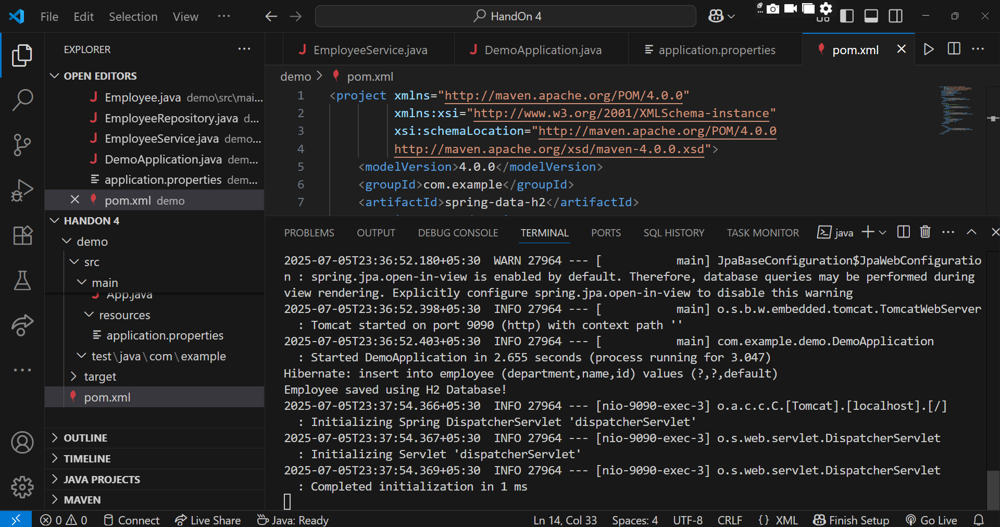 File Edit Selection View ··· HandOn 4
EXPLORER ···
OPEN EDITORS
Employee.java demo\src\mai...
EmployeeRepository.java d...
EmployeeService.java demo...
DemoApplication.java dem...
application.properties dem...
pom.xml demo
HANDON 4
demo
src
main
App.java
resources
application.properties
test\java\com\example
target
pom.xml
OUTLINE
TIMELINE
JAVA PROJECTS
MAVEN
EmployeeService.java DemoApplication.java application.properties pom.xml
demo > pom.xml
1 <project xmlns="http://maven.apache.org/POM/4.0.0"
2 xmlns:xsi="http://www.w3.org/2001/XMLSchema-instance"
3 xsi:schemaLocation="http://maven.apache.org/POM/4.0.0
4 http://maven.apache.org/xsd/maven-4.0.0.xsd">
5 <modelVersion>4.0.0</modelVersion>
6 <groupId>com.example</groupId>
7 <artifactId>spring-data-h2</artifactId>
PROBLEMS OUTPUT DEBUG CONSOLE TERMINAL PORTS SQL HISTORY TASK MONITOR java
2025-07-05T23:36:52.180+05:30  WARN 27964 --- [           main] JpaBaseConfiguration$JpaWebConfiguratio
n : spring.jpa.open-in-view is enabled by default. Therefore, database queries may be performed during
view rendering. Explicitly configure spring.jpa.open-in-view to disable this warning
2025-07-05T23:36:52.398+05:30  INFO 27964 --- [           main] o.s.b.w.embedded.tomcat.TomcatWebServer
: Tomcat started on port 9090 (http) with context path ''
2025-07-05T23:36:52.403+05:30  INFO 27964 --- [           main] com.example.demo.DemoApplication
: Started DemoApplication in 2.655 seconds (process running for 3.047)
Hibernate: insert into employee (department,name,id) values (?,?,default)
Employee saved using H2 Database!
2025-07-05T23:37:54.366+05:30  INFO 27964 --- [nio-9090-exec-3] o.a.c.c.C.[Tomcat].[localhost].[/]
: Initializing Spring DispatcherServlet 'dispatcherServlet'
2025-07-05T23:37:54.367+05:30  INFO 27964 --- [nio-9090-exec-3] o.s.web.servlet.DispatcherServlet
: Initializing Servlet 'dispatcherServlet'
2025-07-05T23:37:54.369+05:30  INFO 27964 --- [nio-9090-exec-3] o.s.web.servlet.DispatcherServlet
: Completed initialization in 1 ms
0 0 Connect Live Share Java: Ready Ln 14, Col 33 Spaces: 4 UTF-8 CRLF {} XML Finish Setup Go Live